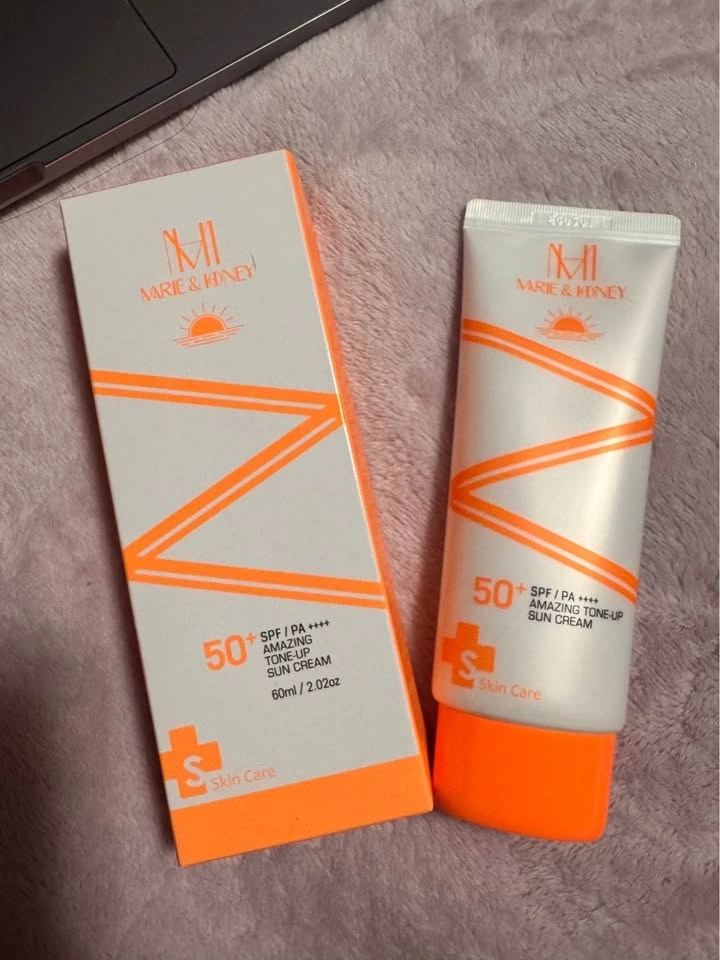 MARIE & HONEY
50+ SPF / PA ++++
AMAZING
TONE-UP
SUN CREAM
60ml / 2.02oz
S Skin Care
MARIE & HONEY
50+ SPF / PA ++++
AMAZING TONE-UP
SUN CREAM
S Skin Care